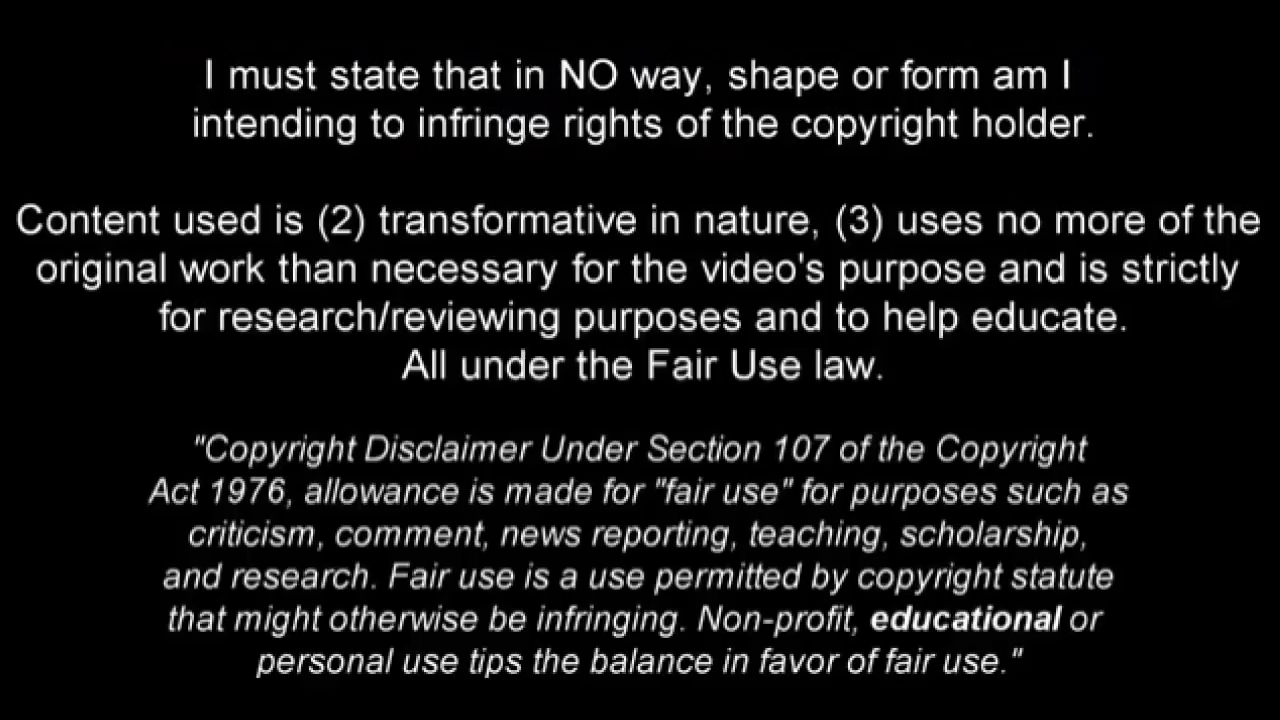 I must state that in NO way, shape or form am I
intending to infringe rights of the copyright holder.
Content used is (2) transformative in nature, (3) uses no more of the
original work than necessary for the video's purpose and is strictly
for research/reviewing purposes and to help educate.
All under the Fair Use law.
"Copyright Disclaimer Under Section 107 of the Copyright
Act 1976, allowance is made for "fair use" for purposes such as
criticism, comment, news reporting, teaching, scholarship,
and research. Fair use is a use permitted by copyright statute
that might otherwise be infringing. Non-profit, educational or
personal use tips the balance in favor of fair use."